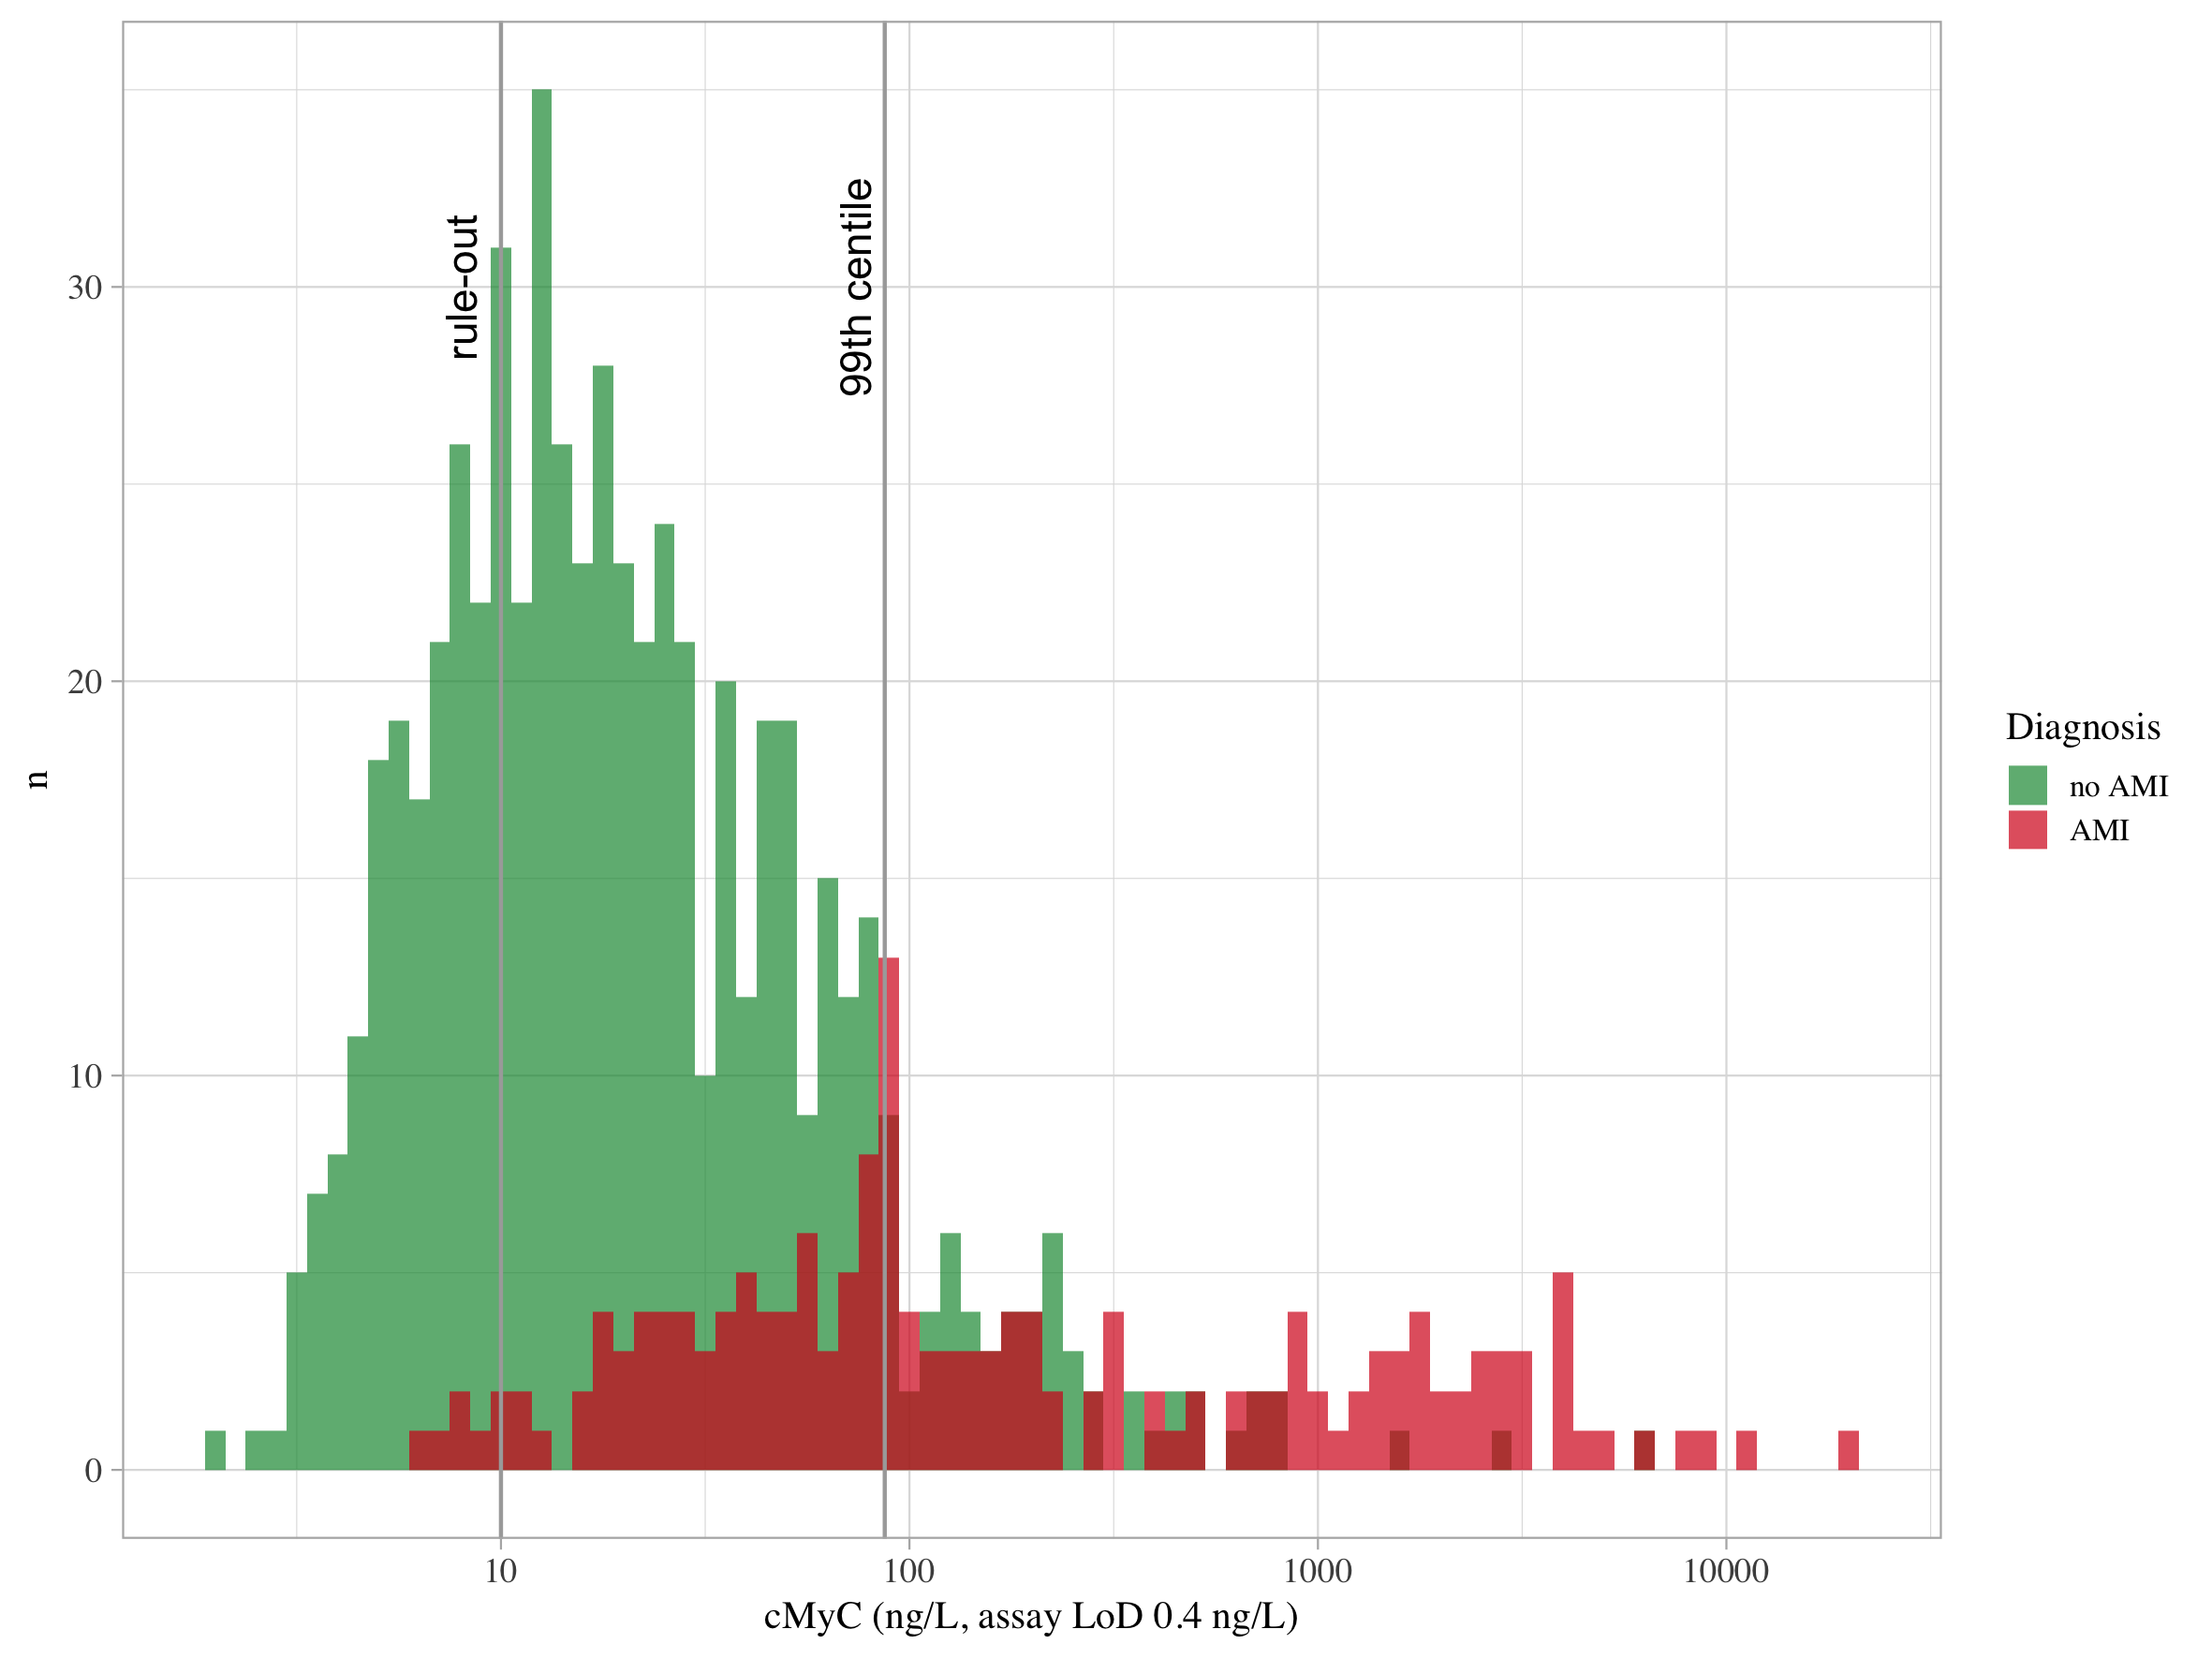 rule-out
99th centile
30
20
10
0
n
10
100
1000
10000
cMyC (ng/L, assay LoD 0.4 ng/L)
Diagnosis
no AMI
AMI